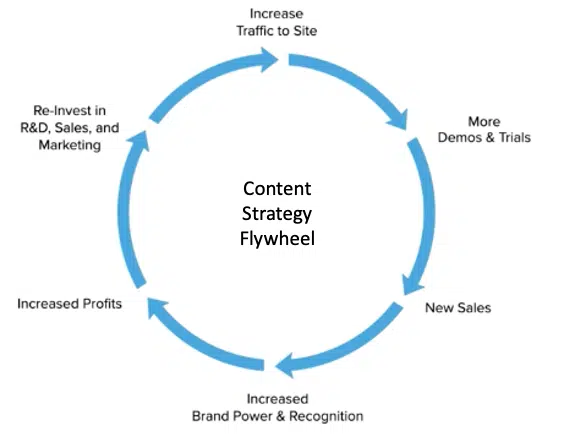 Increase
Traffic to Site
More
Demos & Trials
New Sales
Increased
Brand Power & Recognition
Increased Profits
Re-Invest in
R&D, Sales, and
Marketing
Content
Strategy
Flywheel